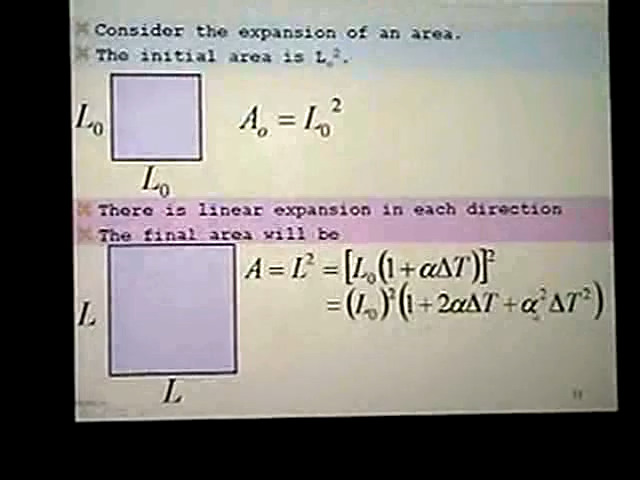 Consider the expansion of an area.
The initial area is L₀².
L₀
A₀ = L₀²
L₀
There is linear expansion in each direction
The final area will be
A = L² = [L₀(1 + αΔT)]²
= (L₀)²(1 + 2αΔT + α²ΔT²)
L
L